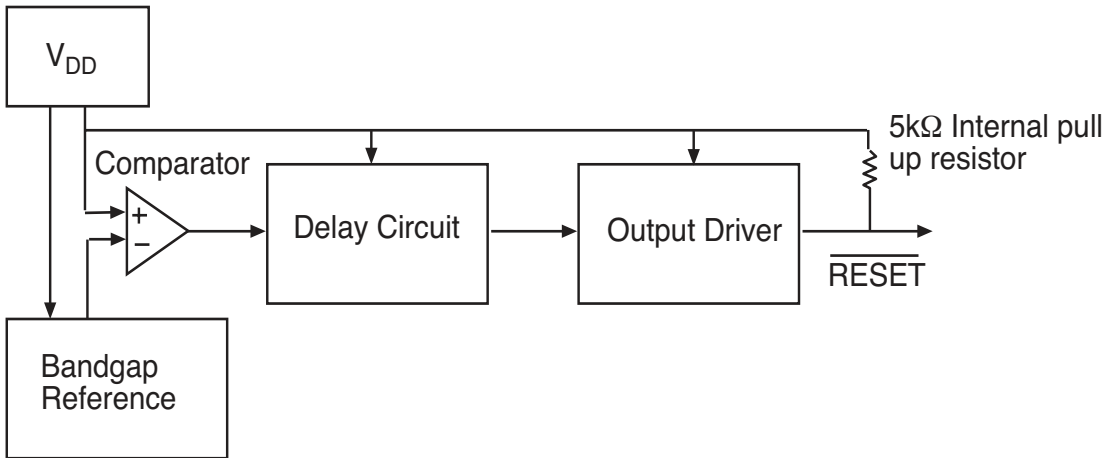 V_DD
5kΩ Internal pull
up resistor
Comparator
+
−
Delay Circuit
Output Driver
RESET
Bandgap
Reference